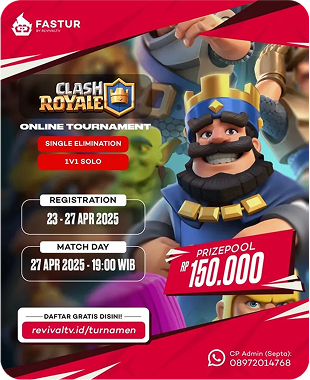 FASTUR
BY REVIVALTV
CLASH
ROYALE
ONLINE TOURNAMENT
SINGLE ELIMINATION
1V1 SOLO
REGISTRATION
23 - 27 APR 2025
MATCH DAY
27 APR 2025 - 19:00 WIB
PRIZEPOOL
RP 150.000
DAFTAR GRATIS DISINI!
revivaltv.id/turnamen
CP Admin (Septa):
08972014768